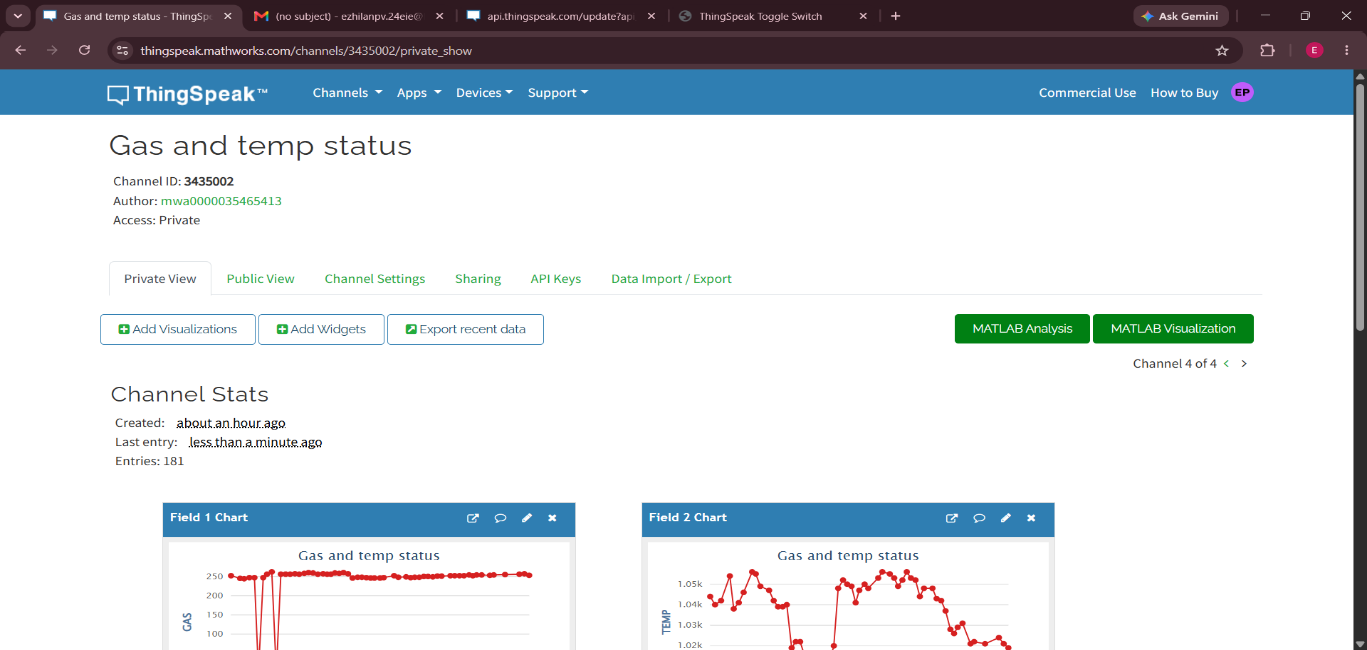 Gas and temp status - ThingSpe
(no subject) - ezhilanpv.24eie@
api.thingspeak.com/update?api
ThingSpeak Toggle Switch
Ask Gemini
thingspeak.mathworks.com/channels/3435002/private_show
E
ThingSpeak™
Channels
Apps
Devices
Support
Commercial Use
How to Buy
EP
Gas and temp status
Channel ID: 3435002
Author: mwa0000035465413
Access: Private
Private View
Public View
Channel Settings
Sharing
API Keys
Data Import / Export
Add Visualizations
Add Widgets
Export recent data
MATLAB Analysis
MATLAB Visualization
Channel 4 of 4 < >
Channel Stats
Created: about an hour ago
Last entry: less than a minute ago
Entries: 181
Field 1 Chart
Gas and temp status
250
200
150
100
GAS
Field 2 Chart
Gas and temp status
1.05k
1.04k
1.03k
1.02k
TEMP